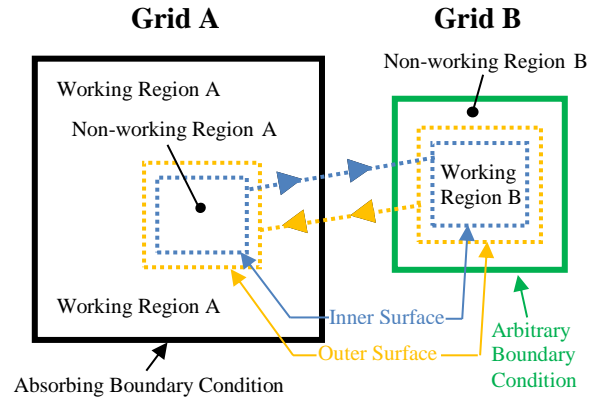 Grid A
Grid B
Non-working Region B
Working Region A
Non-working Region A
Working
Region B
Working Region A
Inner Surface
Outer Surface
Arbitrary
Boundary
Condition
Absorbing Boundary Condition